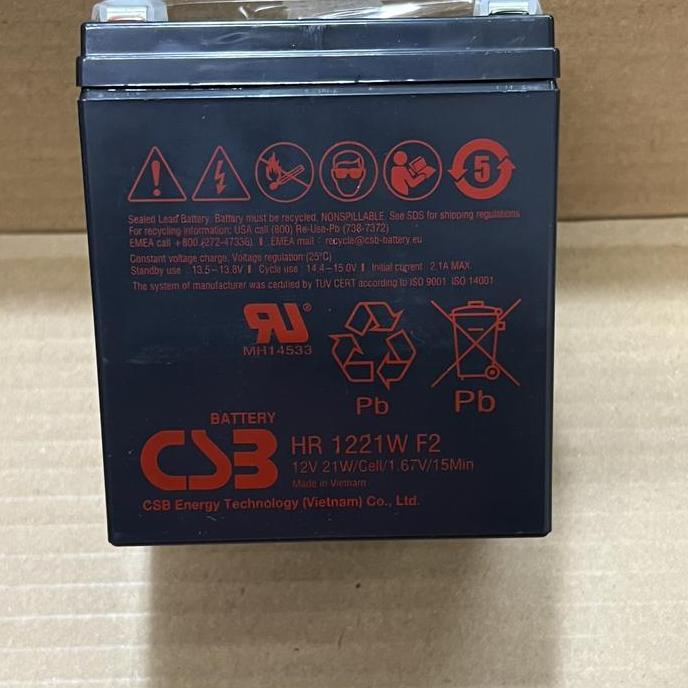 5
Sealed Lead Battery. Battery must be recycled. NONSPILLABLE. See SDS for shipping regulations
For recycling information: USA call (800) Re-Use-Pb (738-7372)
EMEA call +800 (272-47336) EMEA mail : recycle@csb-battery.eu
Constant voltage charge, Voltage regulation (25°C)
Standby use : 13.5~13.8V Cycle use : 14.4~15.0V Initial current : 2.1A MAX.
The system of manufacturer was certified by TUV CERT according to ISO 9001 ISO 14001
RU®
MH14533
Pb
Pb
BATTERY
CSB
HR 1221W F2
12V 21W/Cell/1.67V/15Min
Made in Vietnam
CSB Energy Technology (Vietnam) Co., Ltd.